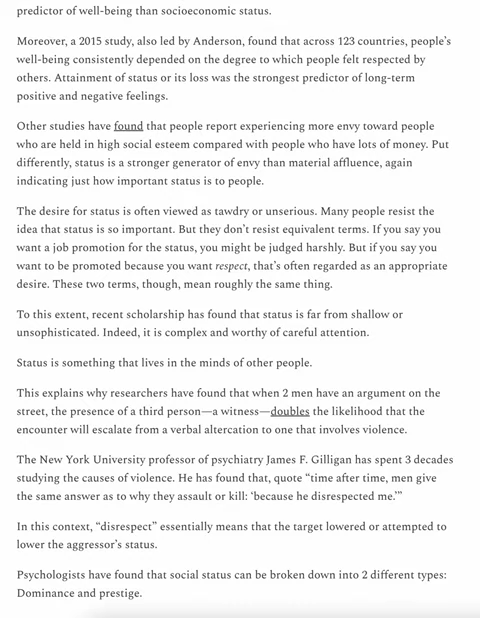 predictor of well-being than socioeconomic status.
Moreover, a 2015 study, also led by Anderson, found that across 123 countries, people's
well-being consistently depended on the degree to which people felt respected by
others. Attainment of status or its loss was the strongest predictor of long-term
positive and negative feelings.
Other studies have found that people report experiencing more envy toward people
who are held in high social esteem compared with people who have lots of money. Put
differently, status is a stronger generator of envy than material affluence, again
indicating just how important status is to people.
The desire for status is often viewed as tawdry or unserious. Many people resist the
idea that status is so important. But they don't resist equivalent terms. If you say you
want a job promotion for the status, you might be judged harshly. But if you say you
want to be promoted because you want respect, that's often regarded as an appropriate
desire. These two terms, though, mean roughly the same thing.
To this extent, recent scholarship has found that status is far from shallow or
unsophisticated. Indeed, it is complex and worthy of careful attention.
Status is something that lives in the minds of other people.
This explains why researchers have found that when 2 men have an argument on the
street, the presence of a third person—a witness—doubles the likelihood that the
encounter will escalate from a verbal altercation to one that involves violence.
The New York University professor of psychiatry James F. Gilligan has spent 3 decades
studying the causes of violence. He has found that, quote “time after time, men give
the same answer as to why they assault or kill: ‘because he disrespected me.’”
In this context, “disrespect” essentially means that the target lowered or attempted to
lower the aggressor's status.
Psychologists have found that social status can be broken down into 2 different types:
Dominance and prestige.